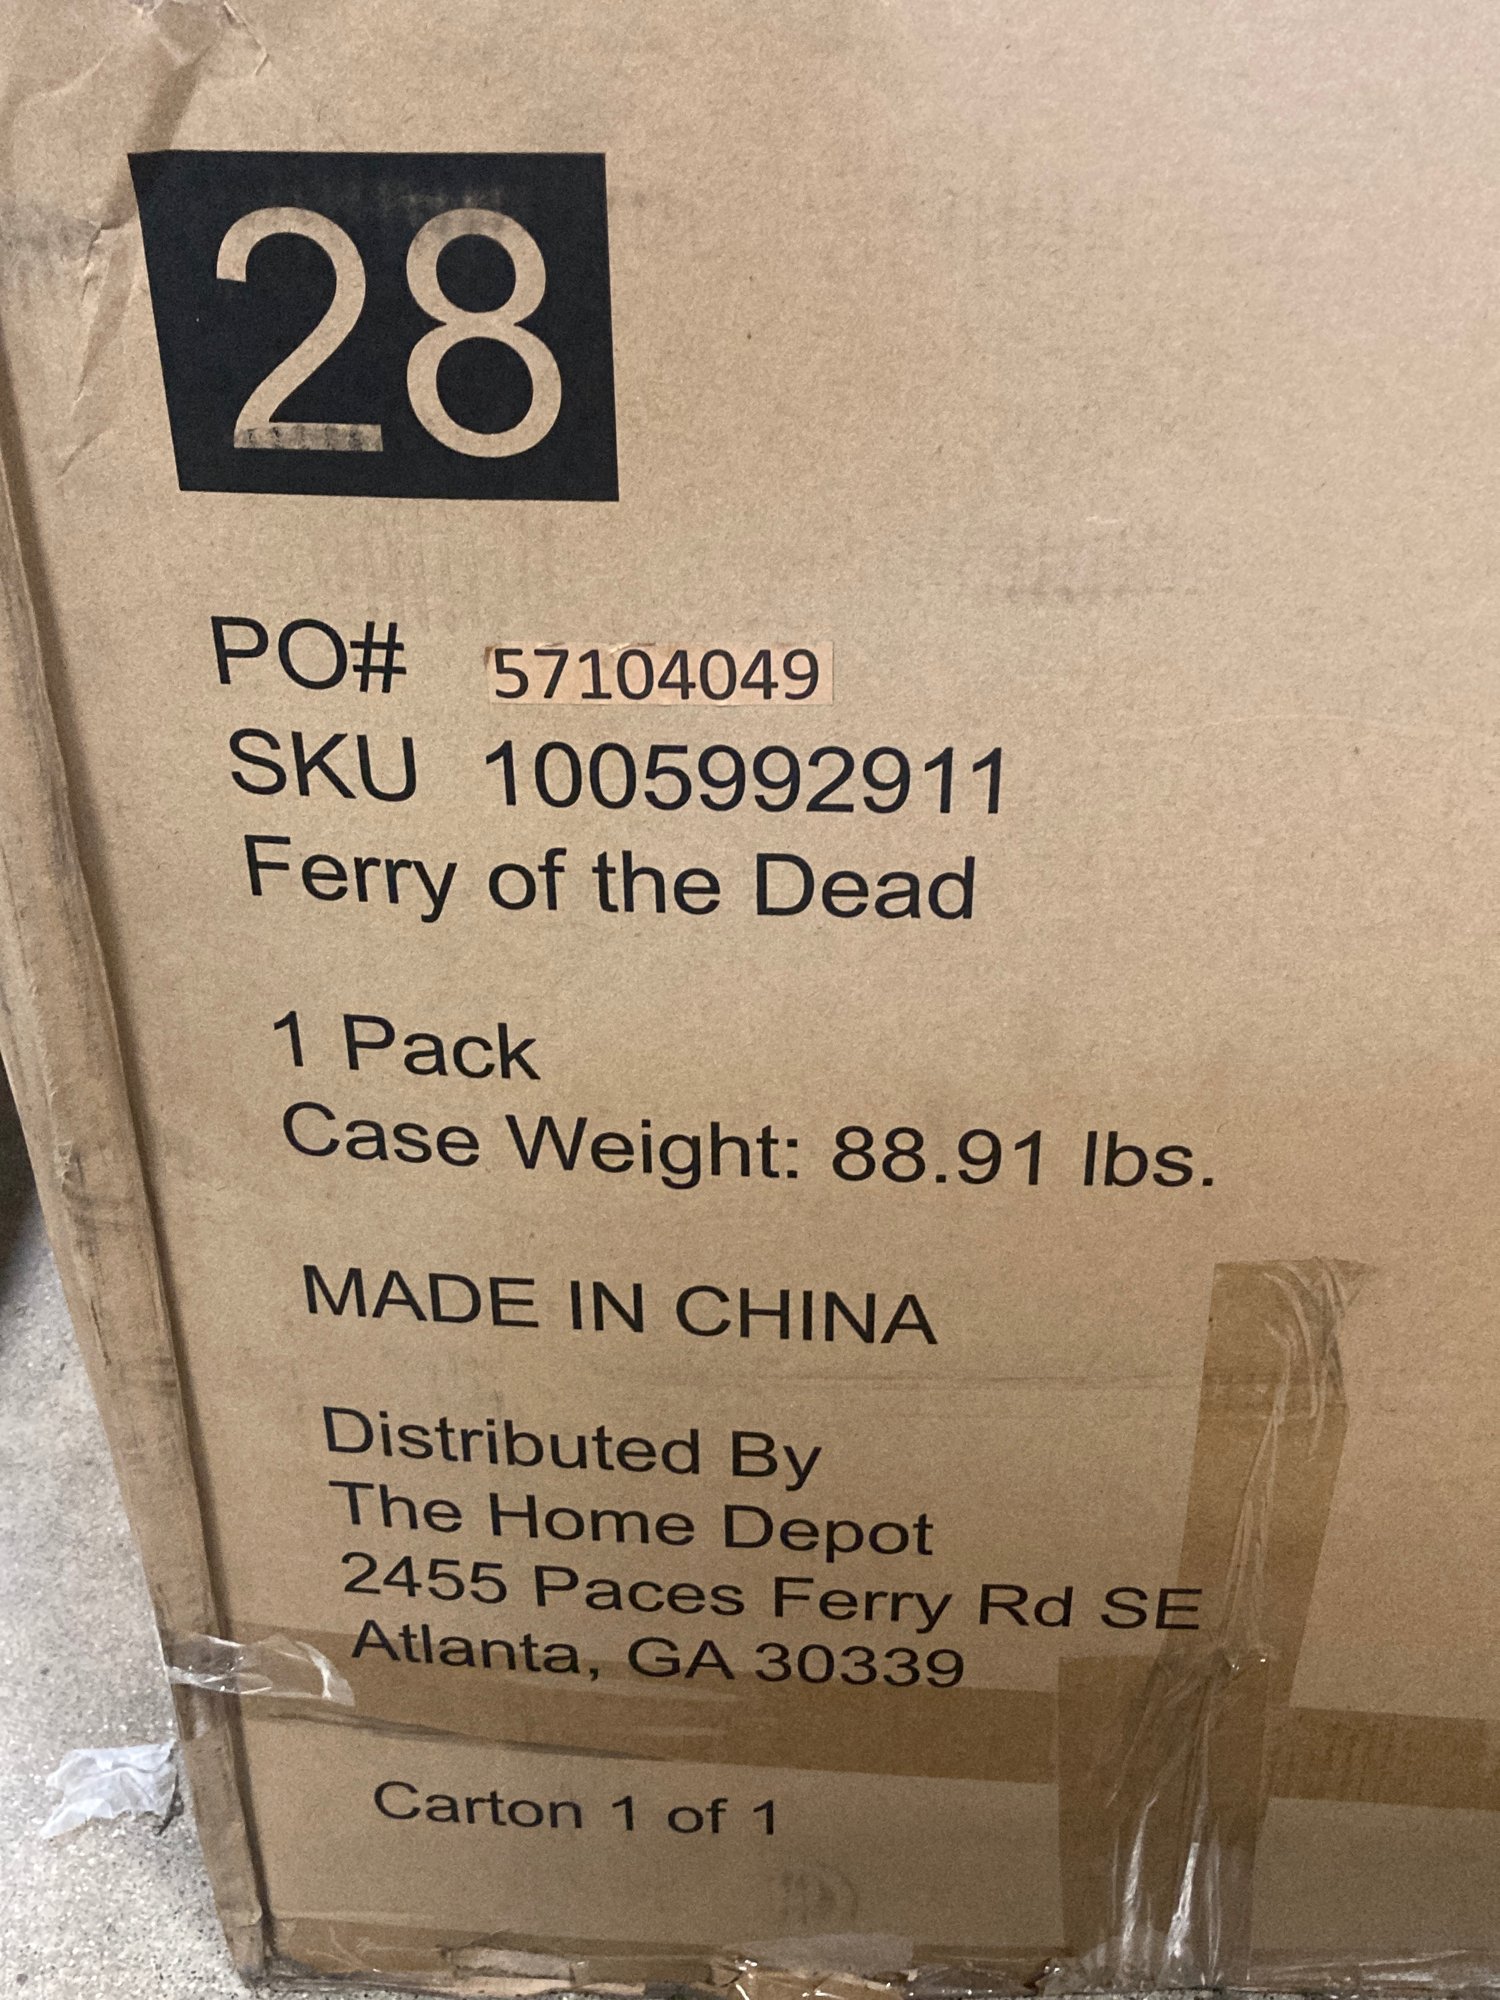 28
PO# 57104049
SKU 1005992911
Ferry of the Dead
1 Pack
Case Weight: 88.91 lbs.
MADE IN CHINA
Distributed By
The Home Depot
2455 Paces Ferry Rd SE
Atlanta, GA 30339
Carton 1 of 1